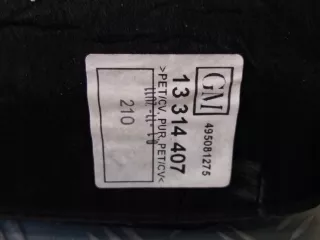 GM
495081275
13 314 407
>PET/CV, PUR, PET/CV<
210